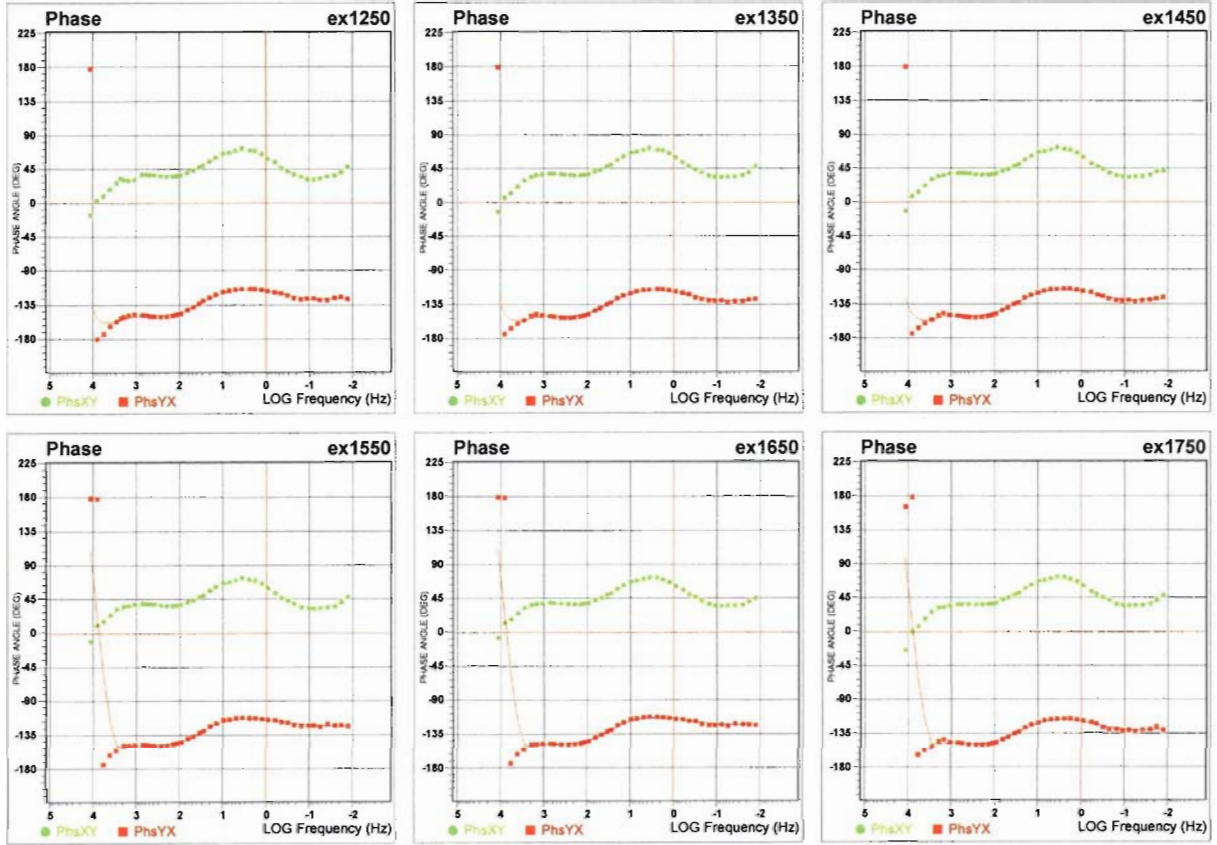 Phase ex1250
225
180
135
90
45
0
-45
-90
-135
-180
PHASE ANGLE (DEG)
5 4 3 2 1 0 -1 -2
PhsXY PhsYX LOG Frequency (Hz)
Phase ex1350
225
180
135
90
45
0
-45
-90
-135
-180
PHASE ANGLE (DEG)
5 4 3 2 1 0 -1 -2
PhsXY PhsYX LOG Frequency (Hz)
Phase ex1450
225
180
135
90
45
0
-45
-90
-135
-180
PHASE ANGLE (DEG)
5 4 3 2 1 0 -1 -2
PhsXY PhsYX LOG Frequency (Hz)
Phase ex1550
225
180
135
90
45
0
-45
-90
-135
-180
PHASE ANGLE (DEG)
5 4 3 2 1 0 -1 -2
PhsXY PhsYX LOG Frequency (Hz)
Phase ex1650
225
180
135
90
45
0
-45
-90
-135
-180
PHASE ANGLE (DEG)
5 4 3 2 1 0 -1 -2
PhsXY PhsYX LOG Frequency (Hz)
Phase ex1750
225
180
135
90
45
0
-45
-90
-135
-180
PHASE ANGLE (DEG)
5 4 3 2 1 0 -1 -2
PhsXY PhsYX LOG Frequency (Hz)